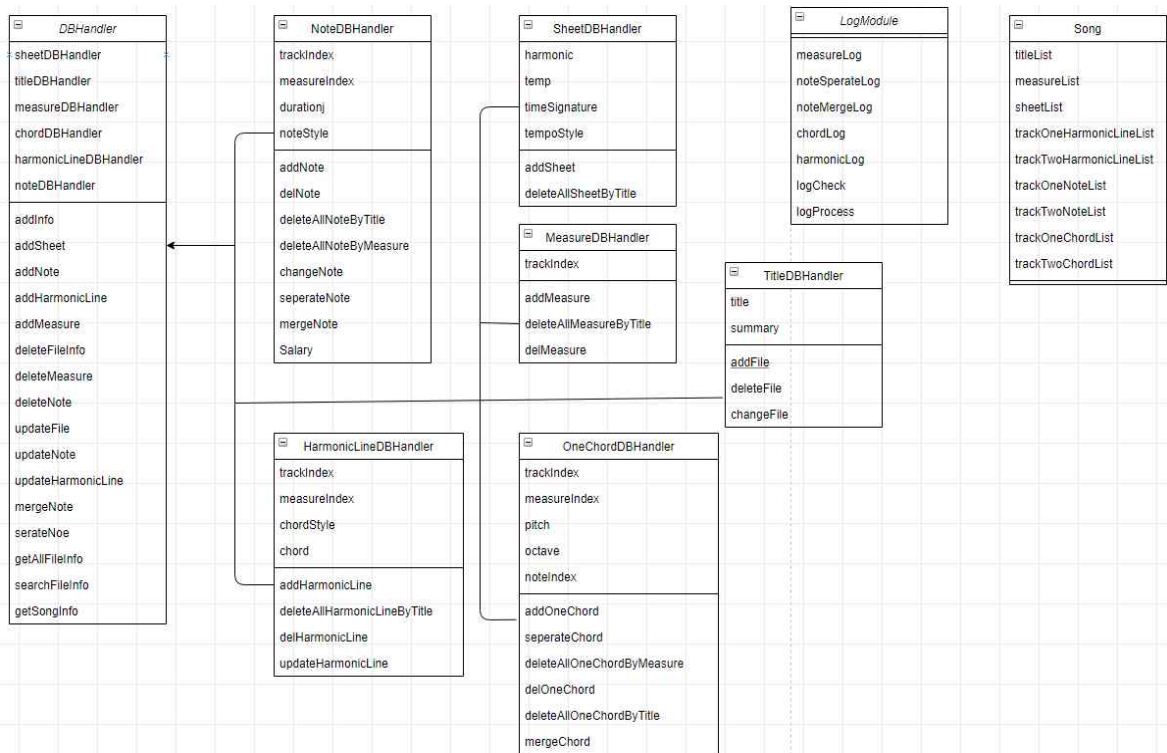 DBHandler
sheetDBHandler
titleDBHandler
measureDBHandler
chordDBHandler
harmonicLineDBHandler
noteDBHandler
addInfo
addSheet
addNote
addHarmonicLine
addMeasure
deleteFileInfo
deleteMeasure
deleteNote
updateFile
updateNote
updateHarmonicLine
mergeNote
serateNoe
getAllFileInfo
searchFileInfo
getSongInfo
NoteDBHandler
trackIndex
measureIndex
durationj
noteStyle
addNote
delNote
deleteAllNoteByTitle
deleteAllNoteByMeasure
changeNote
seperateNote
mergeNote
Salary
HarmonicLineDBHandler
trackIndex
measureIndex
chordStyle
chord
addHarmonicLine
deleteAllHarmonicLineByTitle
delHarmonicLine
updateHarmonicLine
SheetDBHandler
harmonic
temp
timeSignature
tempoStyle
addSheet
deleteAllSheetByTitle
MeasureDBHandler
trackIndex
addMeasure
deleteAllMeasureByTitle
delMeasure
OneChordDBHandler
trackIndex
measureIndex
pitch
octave
noteIndex
addOneChord
seperateChord
deleteAllOneChordByMeasure
delOneChord
deleteAllOneChordByTitle
mergeChord
TitleDBHandler
title
summary
addFile
deleteFile
changeFile
LogModule
measureLog
noteSperateLog
noteMergeLog
chordLog
harmonicLog
logCheck
logProcess
Song
titleList
measureList
sheetList
trackOneHarmonicLineList
trackTwoHarmonicLineList
trackOneNoteList
trackTwoNoteList
trackOneChordList
trackTwoChordList